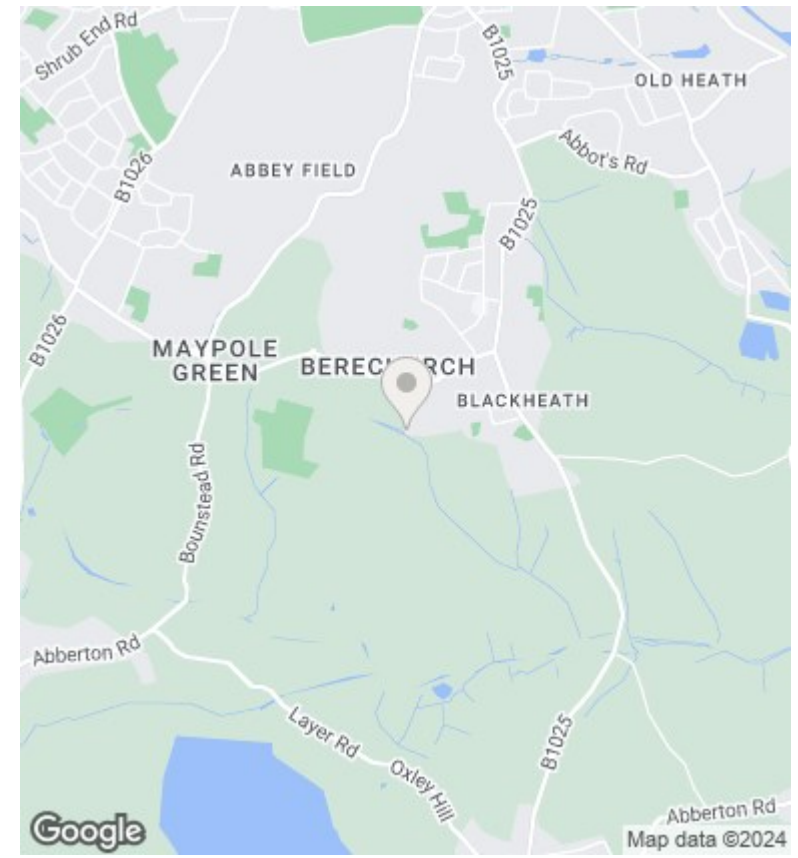 Shrub End Rd
B1025
OLD HEATH
Abbot's Rd
B1026
ABBEY FIELD
B1025
B1026
MAYPOLE
GREEN
BLACKHEATH
Bounstead Rd
Abberton Rd
Layer Rd
Oxley Hill
B1025
Abberton Rd
Google
Map data ©2024